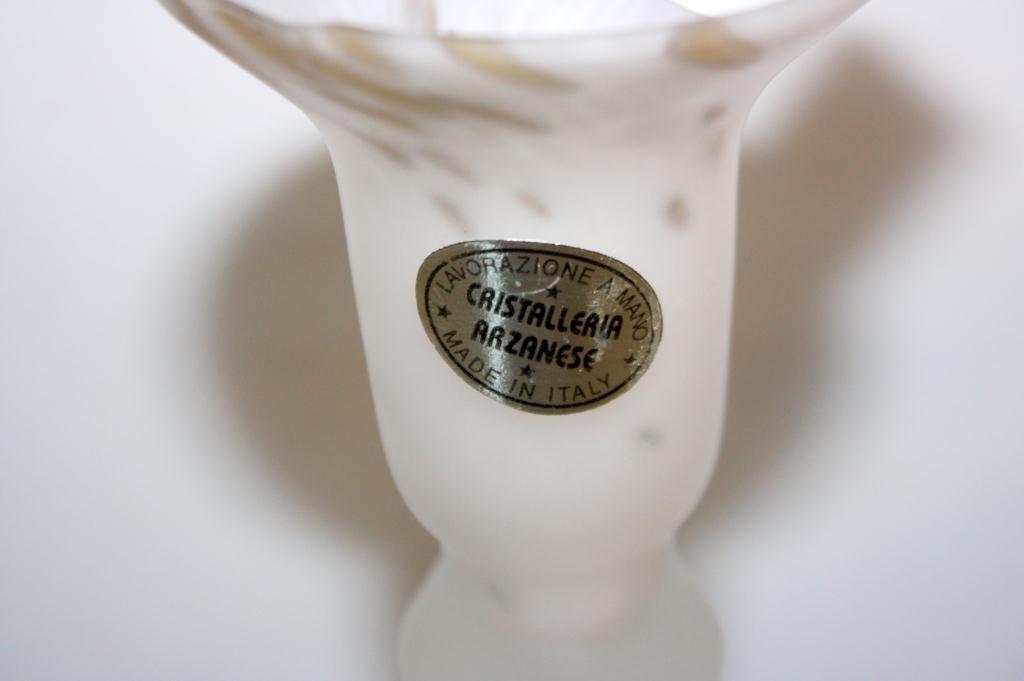 LAVORAZIONE A MANO
CRISTALLERIA
ARZANESE
MADE IN ITALY